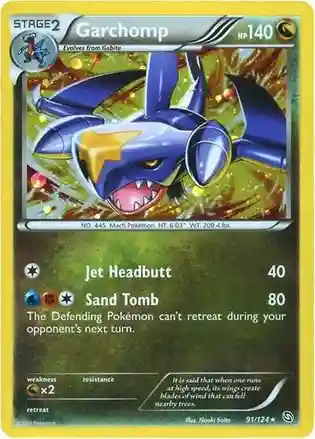 STAGE2
Garchomp
HP140
Evolves from Gabite
NO. 445 Mach Pokémon HT: 6'03" WT: 209.4 lbs
Jet Headbutt 40
Sand Tomb 80
The Defending Pokémon can't retreat during your
opponent's next turn.
weakness
×2
resistance
retreat
It is said that when one runs
at high speed, its wings create
blades of wind that can fell
nearby trees.
Illus. Naoki Saito
91/124